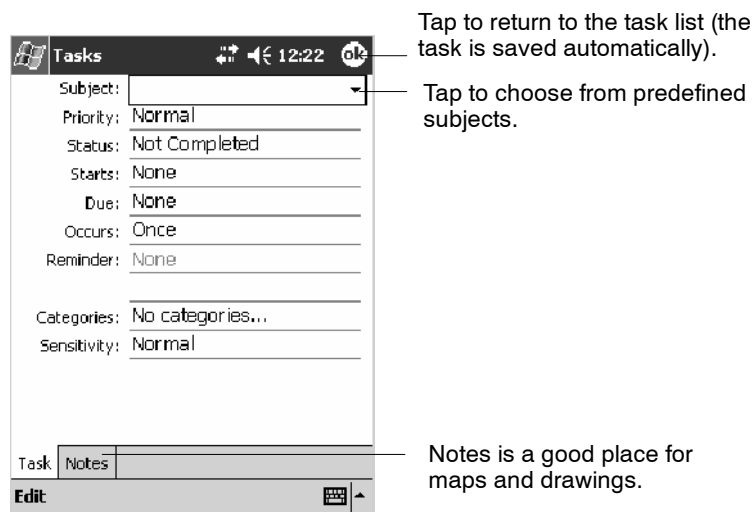 Tap to return to the task list (the
task is saved automatically).
Tasks 12:22 ok
Subject:
Tap to choose from predefined
subjects.
Priority: Normal
Status: Not Completed
Starts: None
Due: None
Occurs: Once
Reminder: None
Categories: No categories...
Sensitivity: Normal
Notes is a good place for
maps and drawings.
Task Notes
Edit